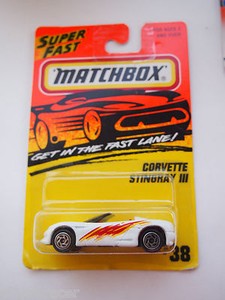 SUPER
FAST
MATCHBOX
GET IN THE FAST LANE!
CORVETTE
STINGRAY III
38